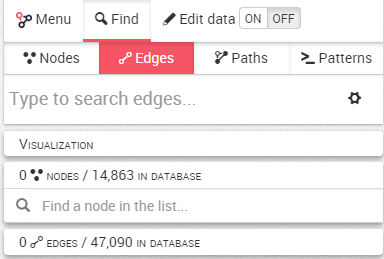 Menu Find Edit data ON OFF
Nodes Edges Paths Patterns
Type to search edges...
Visualization
0 nodes / 14,863 in database
Find a node in the list...
0 edges / 47,090 in database